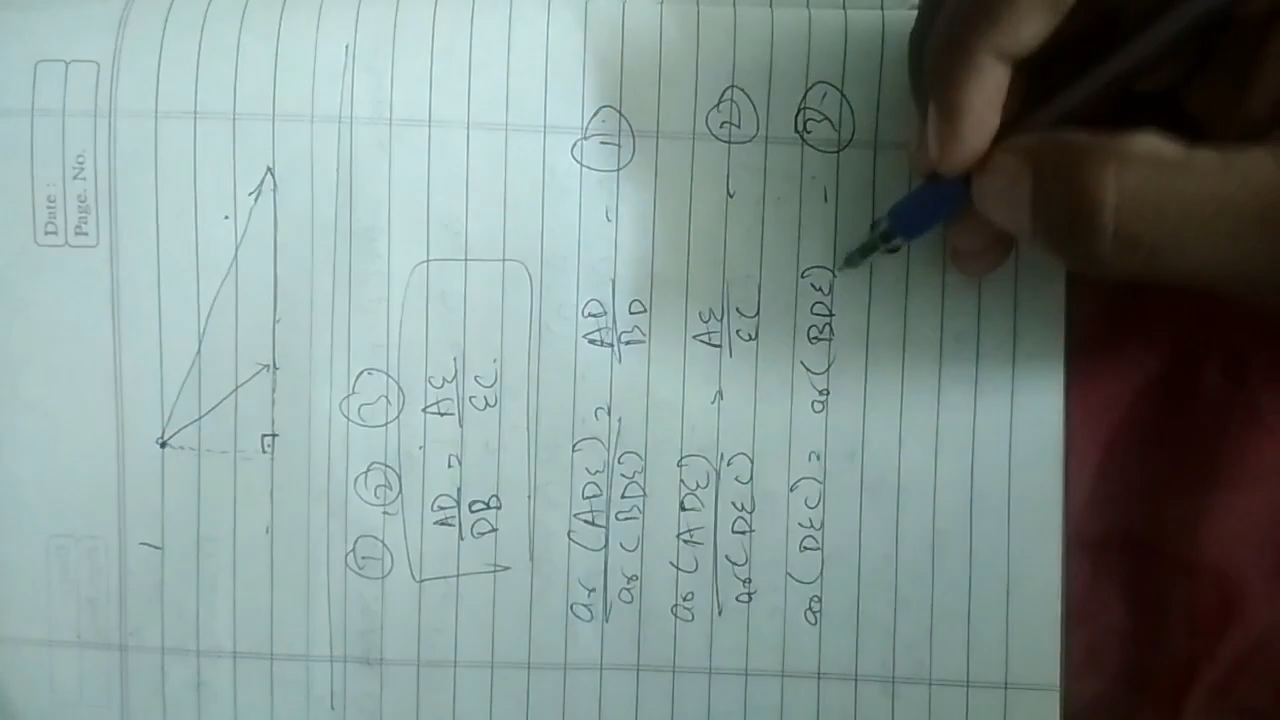 Date :
Page. No.
① , ② ③
AD/DB = AE/EC.
ar (ADE)/ar (BDE) = AD/BD - ①
ar (ADE)/ar (DEC) = AE/EC - ②
ar (DEC) = ar (BDE) - ③